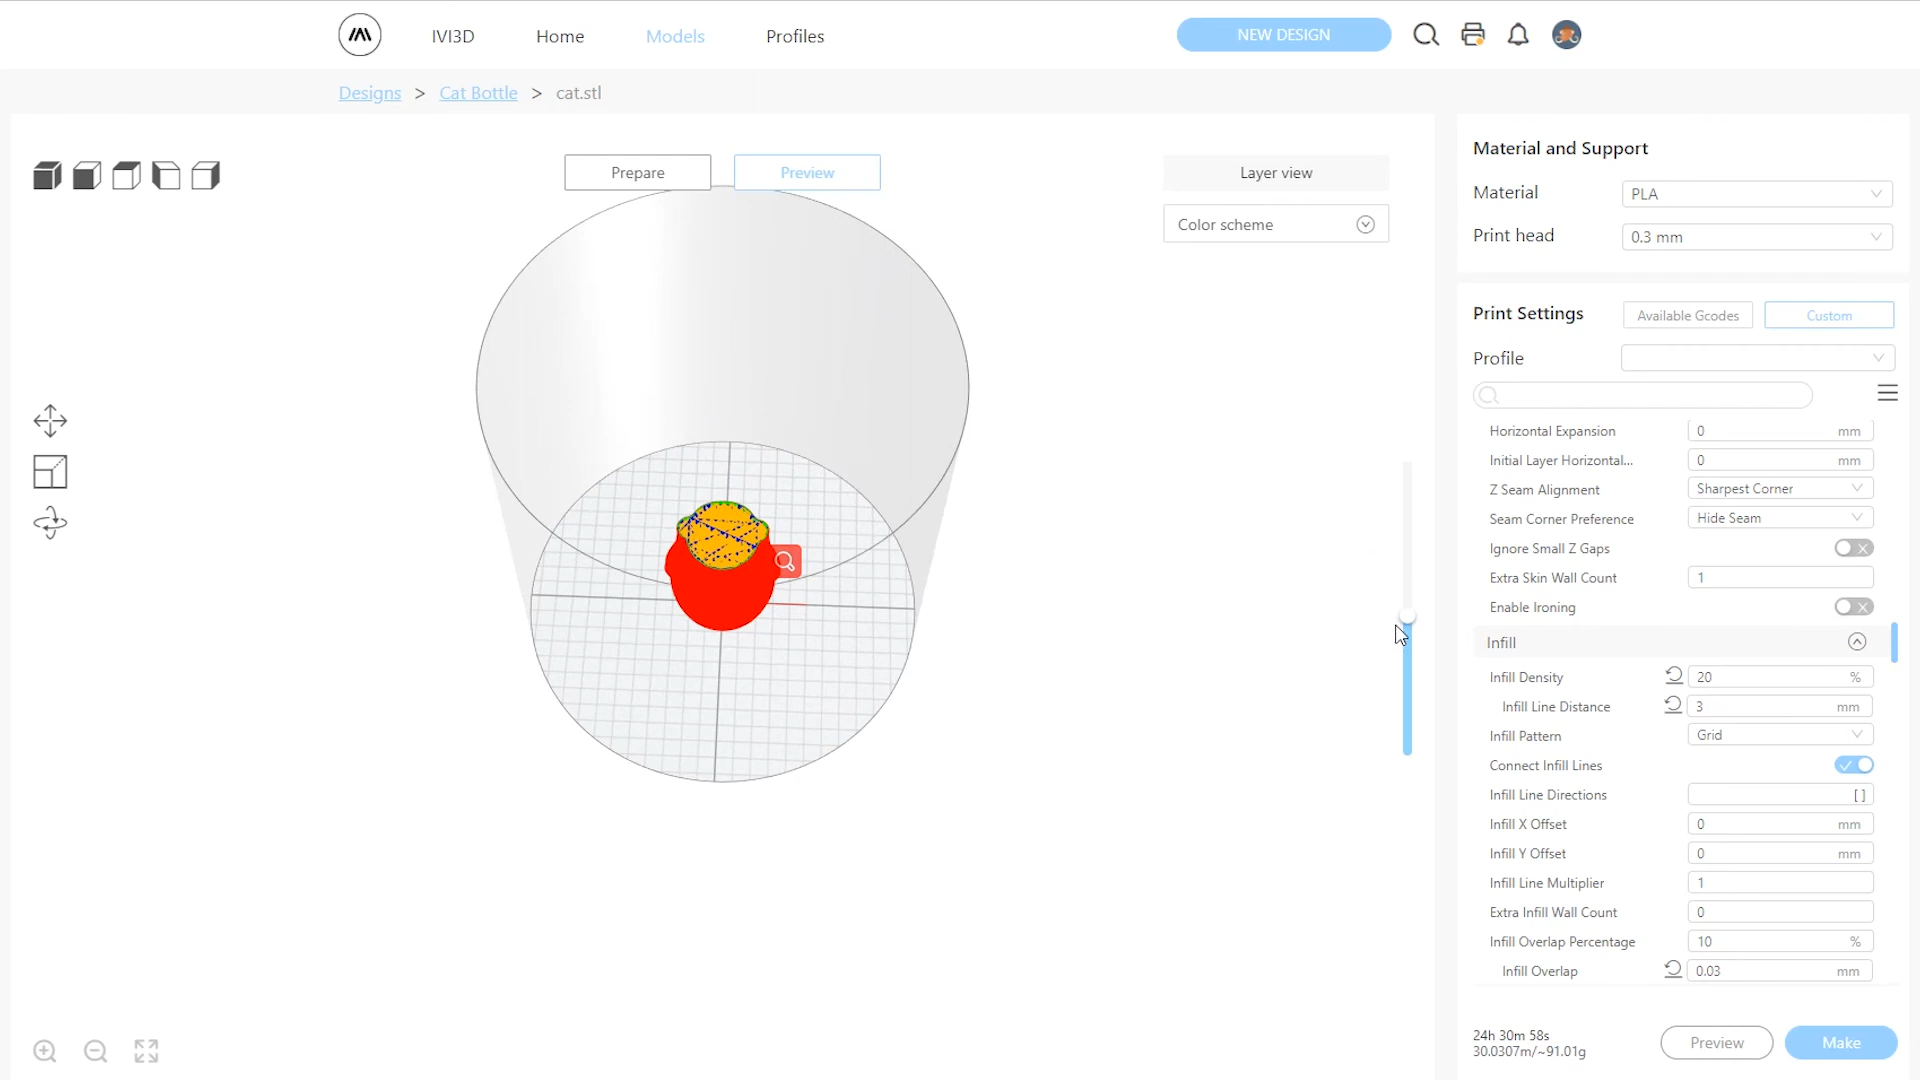 IVI3D Home Models Profiles NEW DESIGN
Designs > Cat Bottle > cat.stl
Prepare Preview
Layer view
Color scheme
Material and Support
Material PLA
Print head 0.3 mm
Print Settings Available Gcodes Custom
Profile
Horizontal Expansion 0 mm
Initial Layer Horizontal... 0 mm
Z Seam Alignment Sharpest Corner
Seam Corner Preference Hide Seam
Ignore Small Z Gaps
Extra Skin Wall Count 1
Enable Ironing
Infill
Infill Density 20 %
Infill Line Distance 3 mm
Infill Pattern Grid
Connect Infill Lines
Infill Line Directions [ ]
Infill X Offset 0 mm
Infill Y Offset 0 mm
Infill Line Multiplier 1
Extra Infill Wall Count 0
Infill Overlap Percentage 10 %
Infill Overlap 0.03 mm
24h 30m 58s
30.0307m/~91.01g
Preview Make